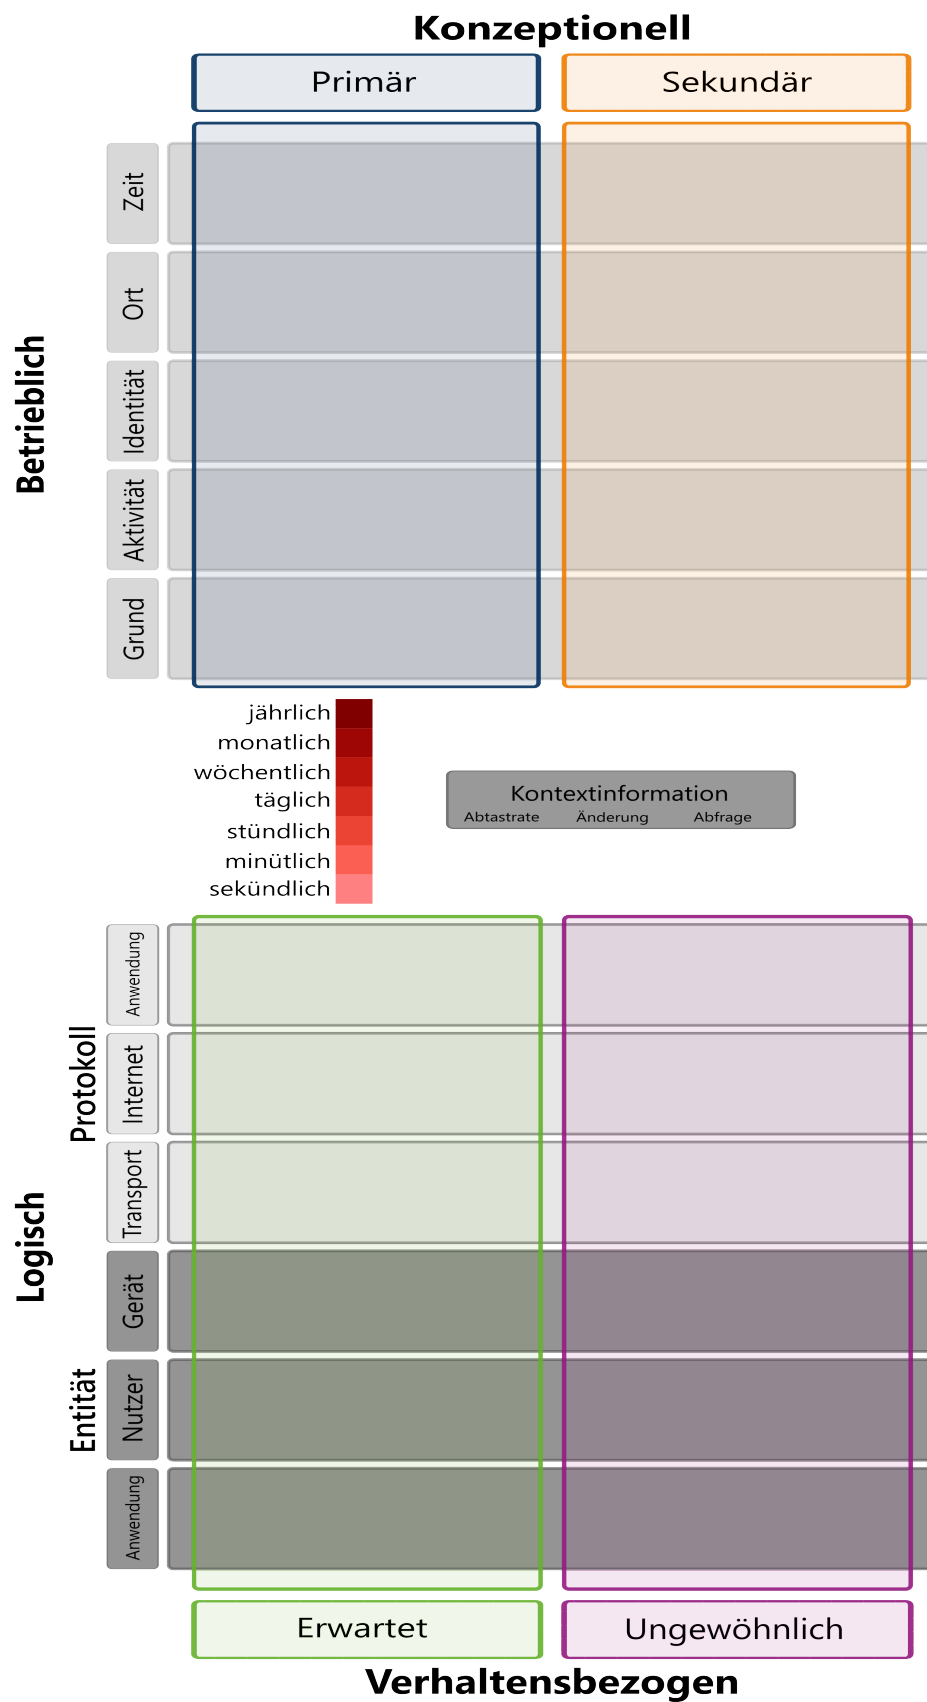 Konzeptionell
Primär
Sekundär
Betrieblich
Zeit
Ort
Identität
Aktivität
Grund
jährlich
monatlich
wöchentlich
täglich
stündlich
minütlich
sekündlich
Kontextinformation
Abtastrate Änderung Abfrage
Logisch
Protokoll
Anwendung
Internet
Transport
Entität
Gerät
Nutzer
Anwendung
Erwartet
Ungewöhnlich
Verhaltensbezogen